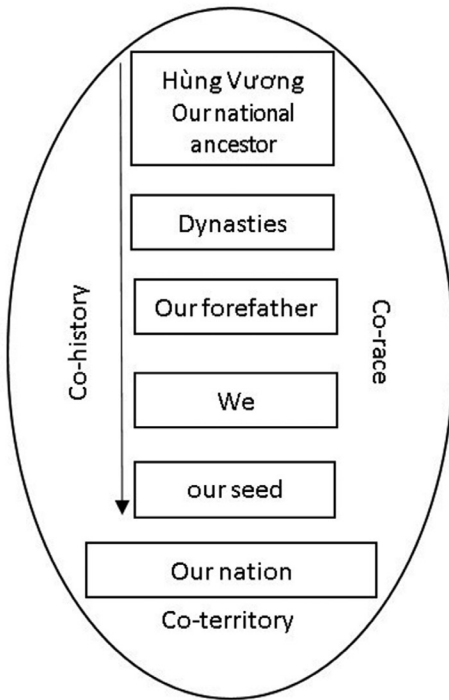 Hùng Vương
Our national
ancestor
Dynasties
Our forefather
Co-history
Co-race
We
our seed
Our nation
Co-territory